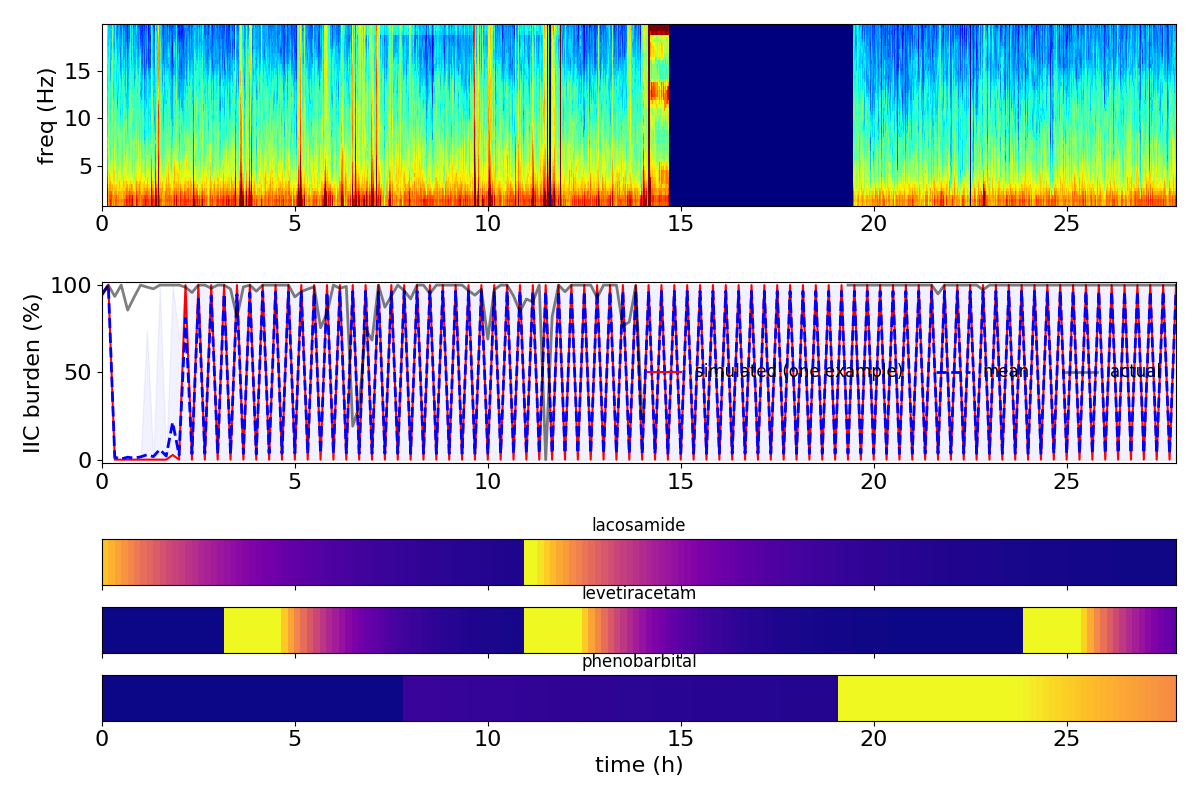 freq (Hz)
15
10
5
0 5 10 15 20 25
IIC burden (%)
100
50
0
simulated (one example) mean actual
0 5 10 15 20 25
lacosamide
levetiracetam
phenobarbital
0 5 10 15 20 25
time (h)